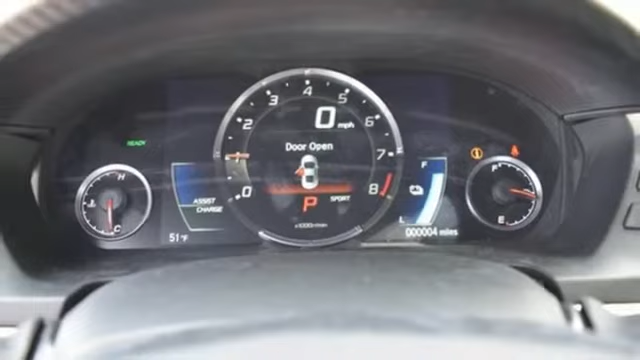 READY
H
C
ASSIST
CHARGE
51°F
0
1
2
3
4
5
6
7
8
0 mph
Door Open
P
SPORT
x1000r/min
F
L
000004 miles
F
E